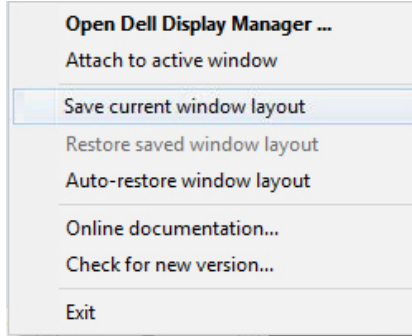 Open Dell Display Manager ...
Attach to active window
Save current window layout
Restore saved window layout
Auto-restore window layout
Online documentation...
Check for new version...
Exit